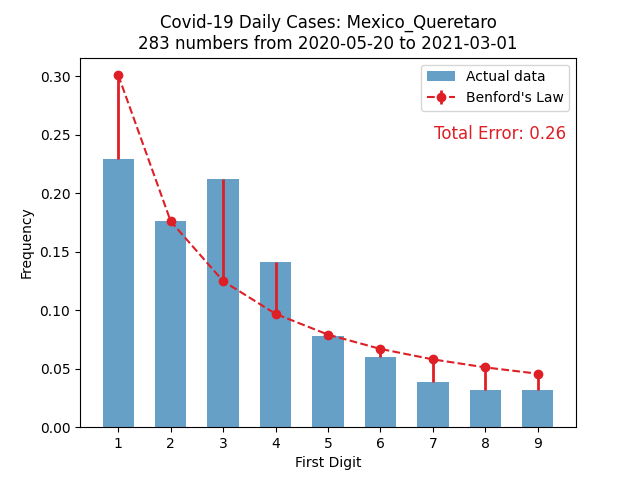 Covid-19 Daily Cases: Mexico_Queretaro
283 numbers from 2020-05-20 to 2021-03-01
Actual data
Benford's Law
Total Error: 0.26
Frequency
0.30
0.25
0.20
0.15
0.10
0.05
0.00
1 2 3 4 5 6 7 8 9
First Digit